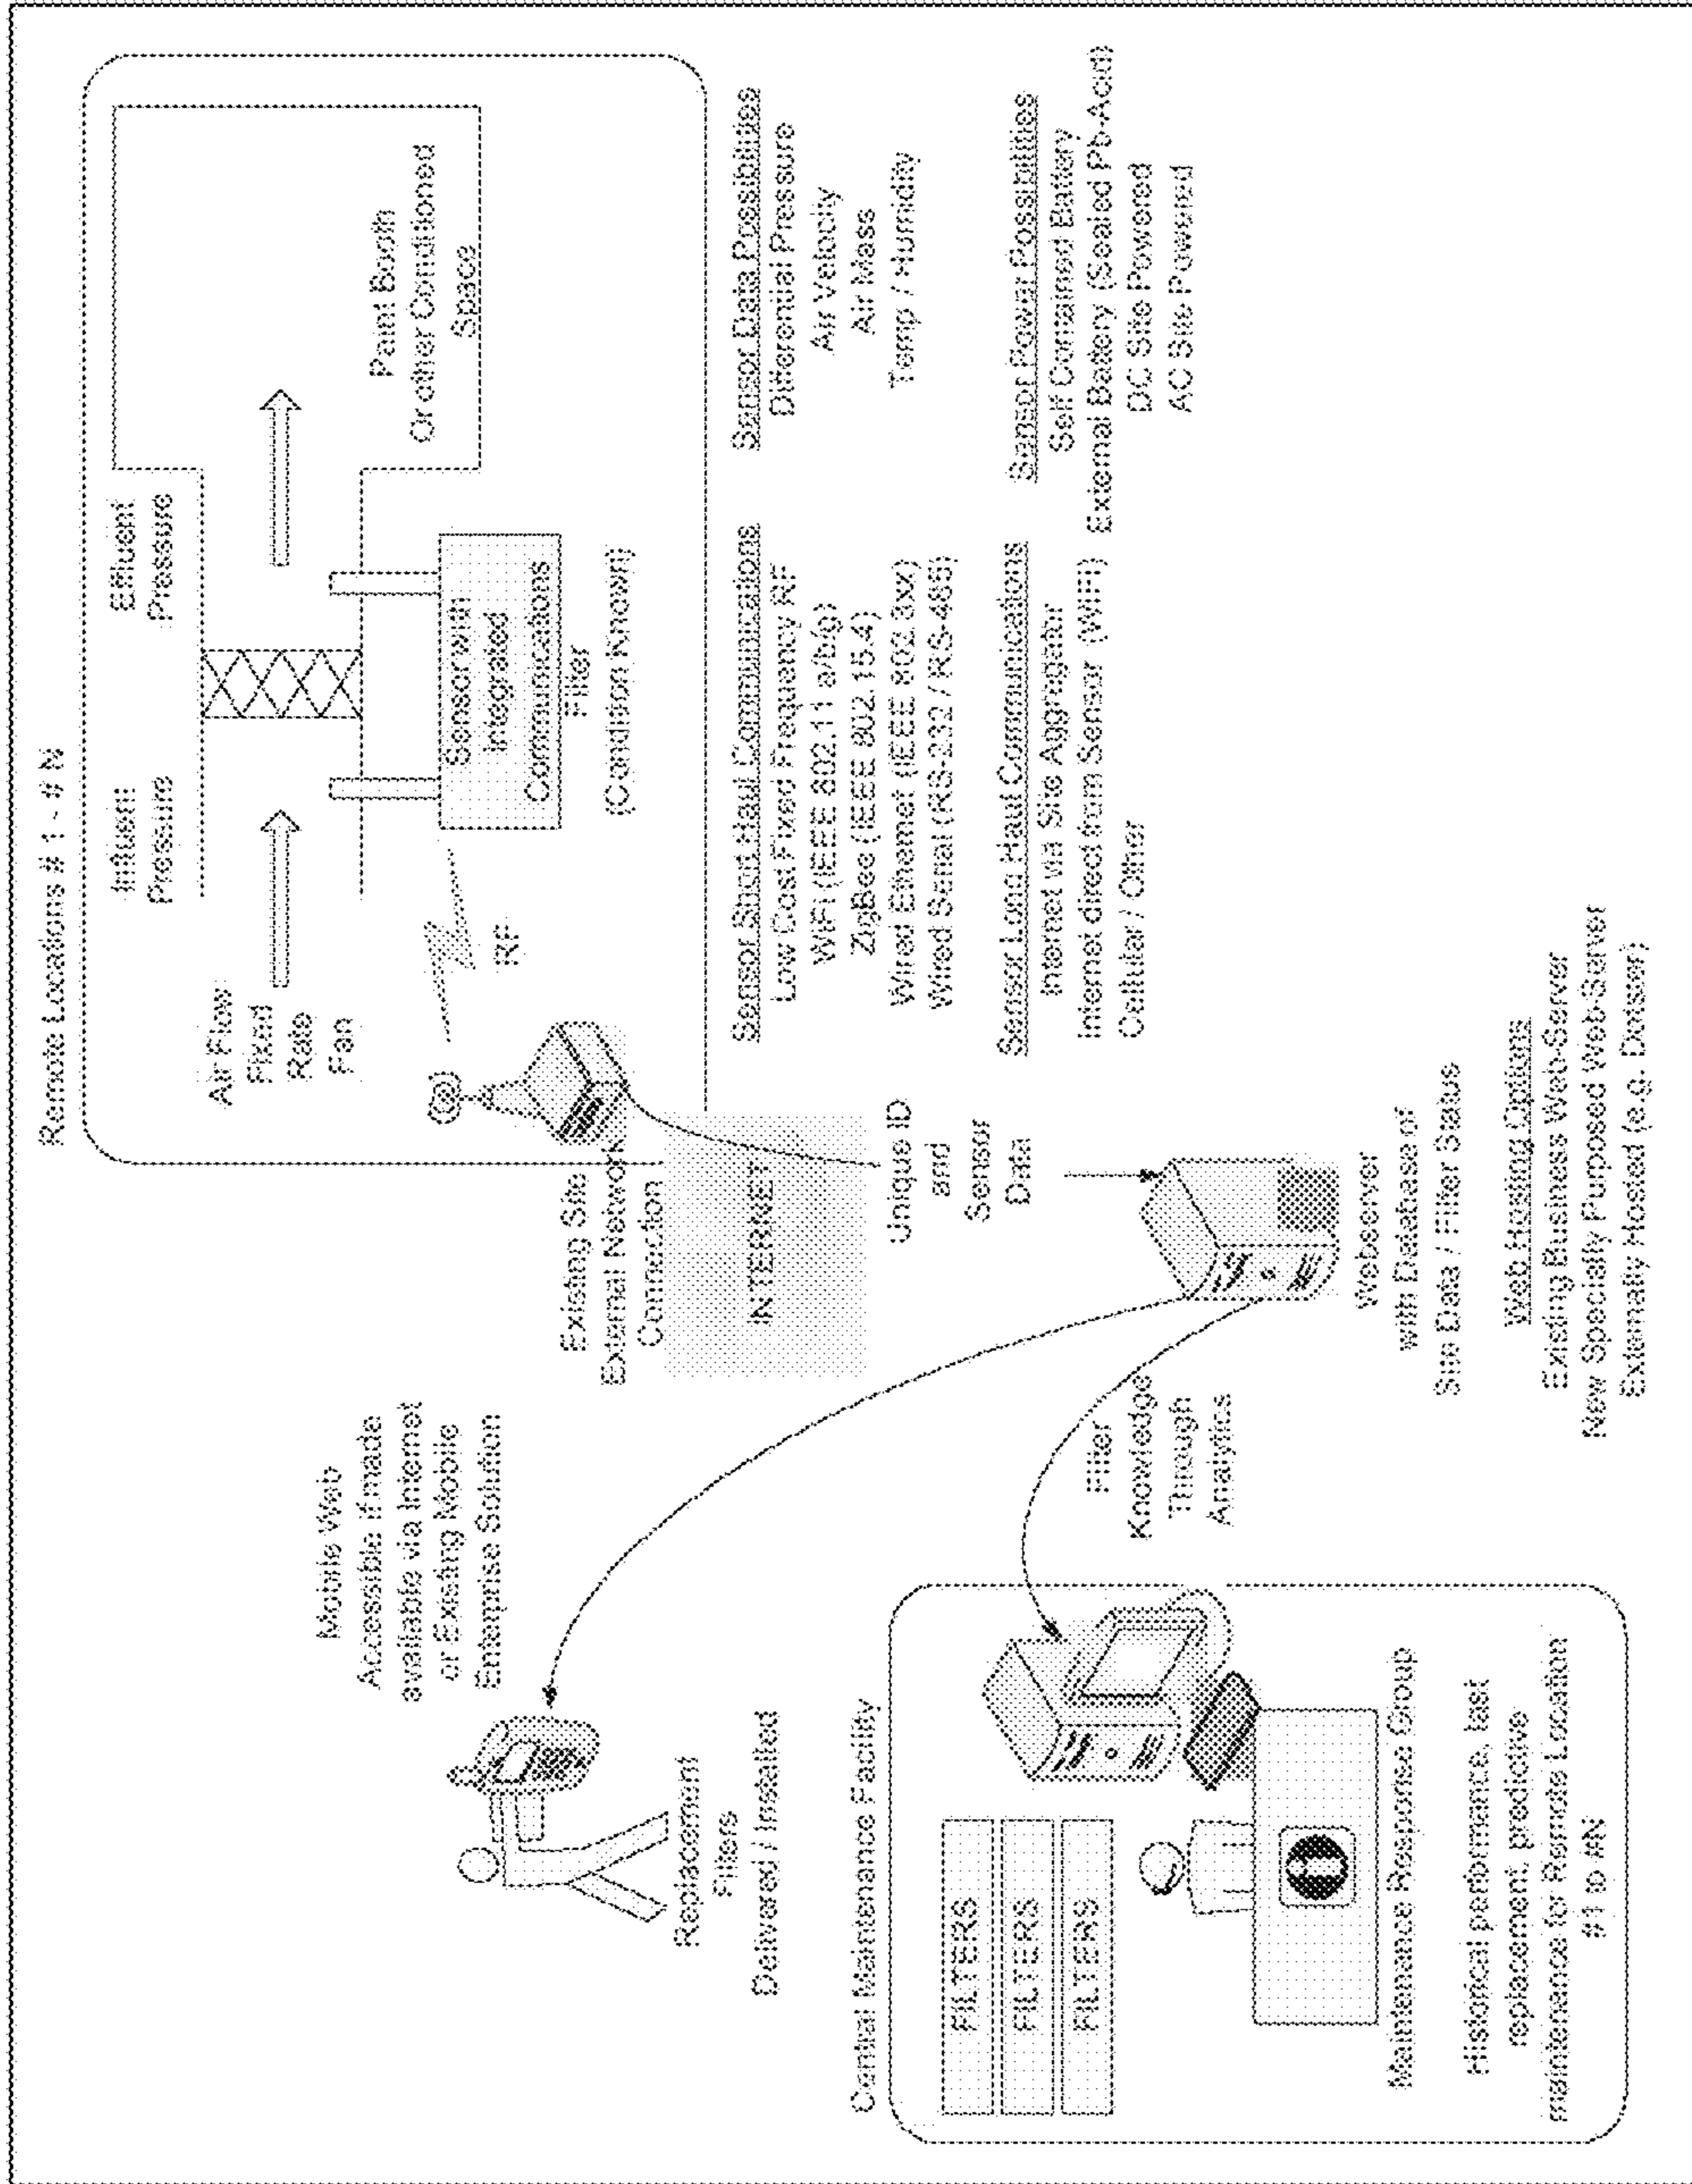 Remote Locations # 1 - # N
Influent
Pressure
Effluent
Pressure
Air Flow
Fixed
Rate
Fan
Paint Booth
Or other Conditioned
Space
Sensor with
Integrated
Communications
Filter
(Condition Known)
RF
Existing Site
External Network
Connection
INTERNET
Unique ID
and
Sensor
Data
Sensor Short Haul Communications
Low Cost Fixed Frequency RF
WiFi (IEEE 802.11 a/b/g)
ZigBee (IEEE 802.15.4)
Wired Ethernet (IEEE 802.3xx)
Wired Serial (RS-232 / RS-485)
Sensor Data Possibilities
Differential Pressure
Air Velocity
Air Mass
Temp / Humidity
Sensor Long Haul Communications
Internet via Site Aggregator
Internet direct from Sensor (WiFi)
Cellular / Other
Sensor Power Possibilities
Self Contained Battery
External Battery (Sealed Pb-Acid)
DC Site Powered
AC Site Powered
Mobile Web
Accessible if made
available via Internet
or Existing Mobile
Enterprise Solution
Replacement
Filters
Delivered / Installed
Filter
Knowledge
Through
Analytics
Webserver
with Database of
Site Data / Filter Status
Web Hosting Options
Existing Business Web-Server
New Specially Purposed Web-Server
Externally Hosted (e.g. Dotser)
Central Maintenance Facility
FILTERS
FILTERS
FILTERS
Maintenance Response Group
Historical performance, last
replacement, predictive
maintenence for Remote Location
#1 to #N